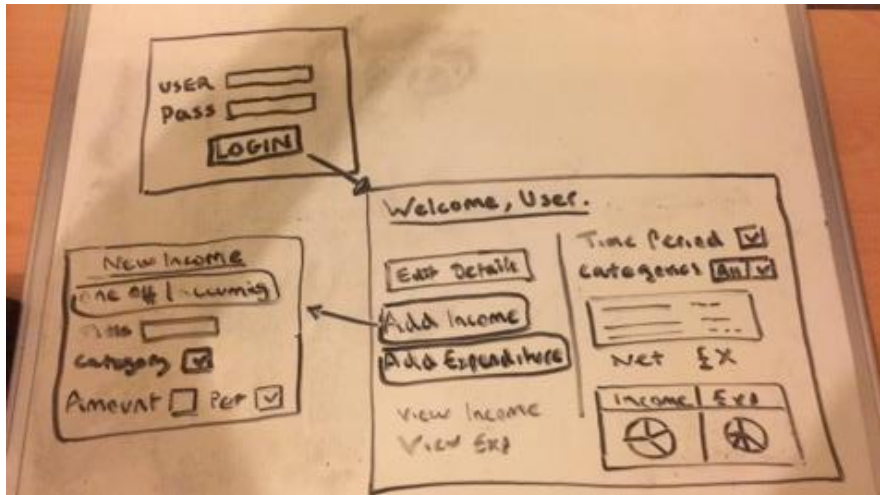 USER
Pass
LOGIN
Welcome, User.
Edit Details
Add Income
Add Expenditure
View Income
View Exp
Time Period
Categories All
Net £X
Income Exp
New Income
one off |
Category
Amount Per